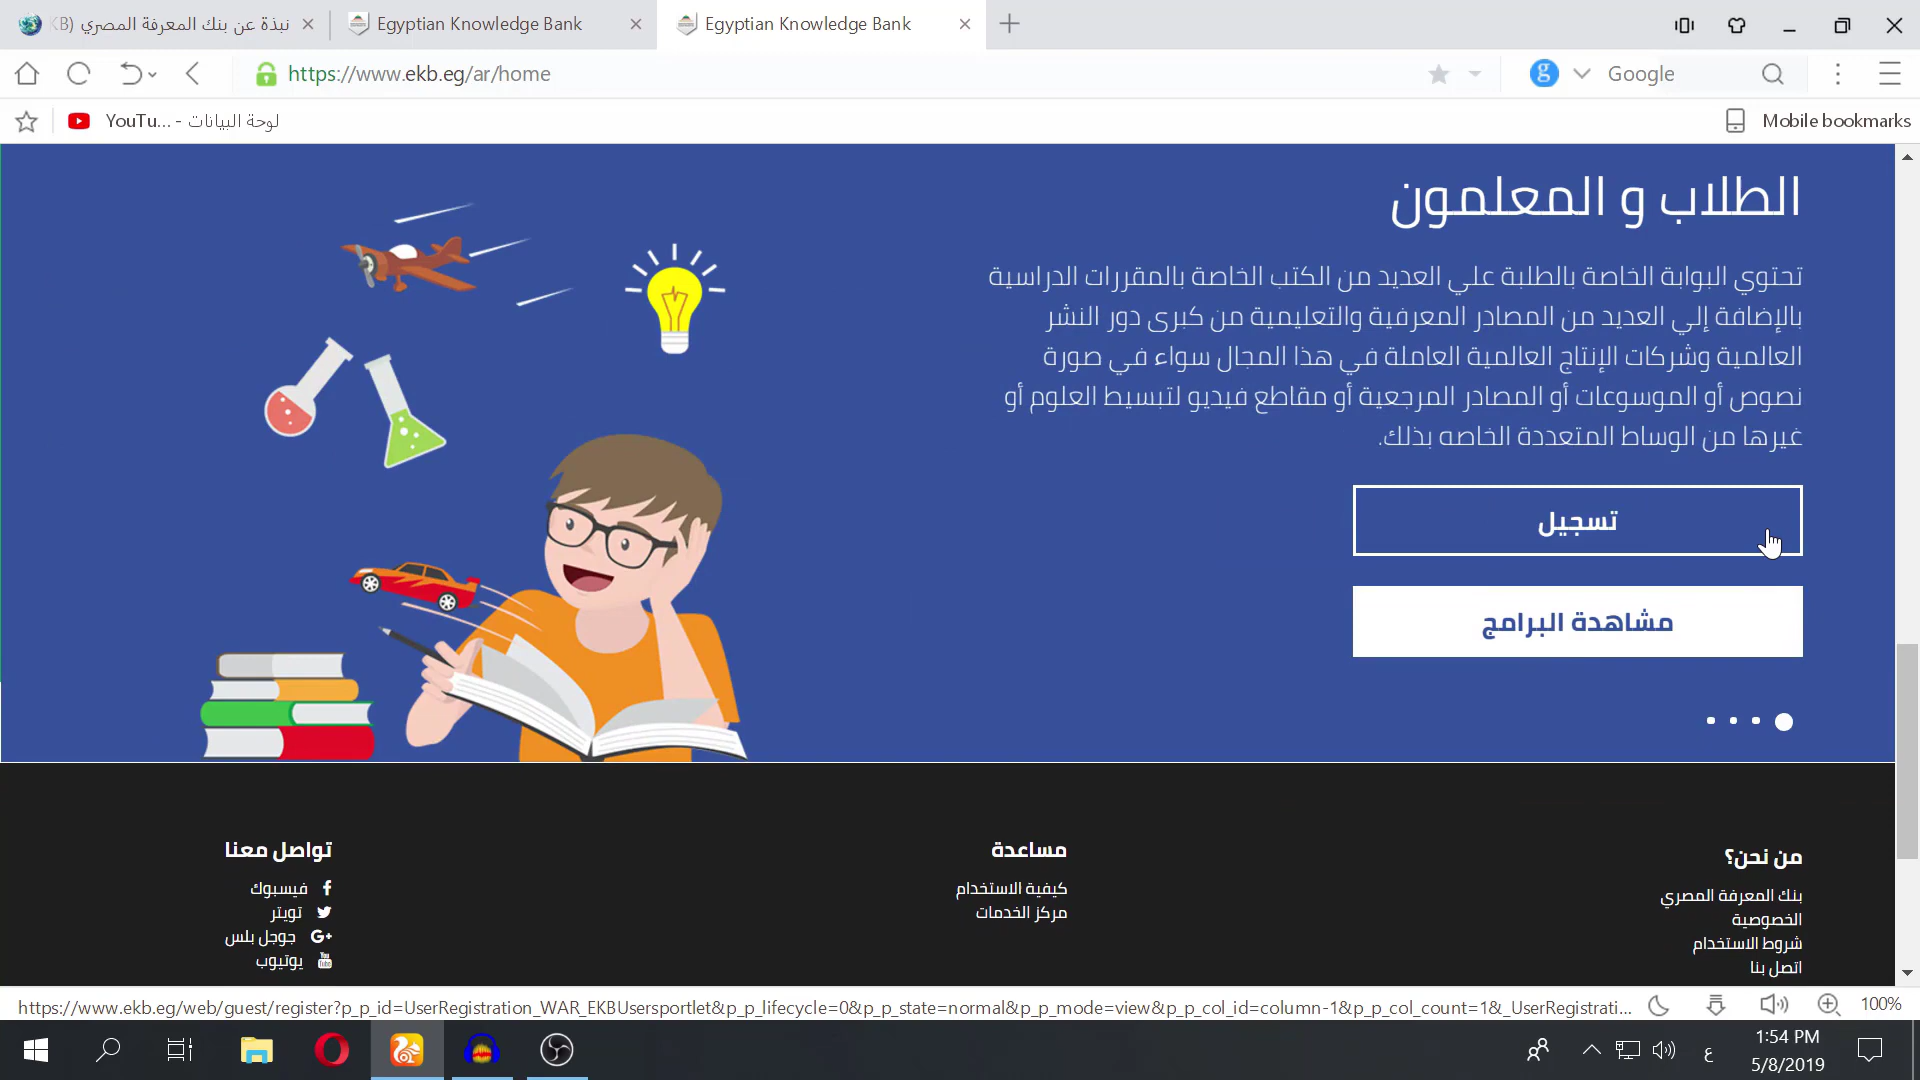 نبذة عن بنك المعرفة المصري (KB
Egyptian Knowledge Bank
Egyptian Knowledge Bank
https://www.ekb.eg/ar/home
Google
YouTu... - لوحة البيانات
Mobile bookmarks
الطلاب و المعلمون
تحتوي البوابة الخاصة بالطلبة علي العديد من الكتب الخاصة بالمقررات الدراسية
بالإضافة إلي العديد من المصادر المعرفية والتعليمية من كبرى دور النشر
العالمية وشركات الإنتاج العالمية العاملة في هذا المجال سواء في صورة
نصوص أو الموسوعات أو المصادر المرجعية أو مقاطع فيديو لتبسيط العلوم أو
غيرها من الوساط المتعددة الخاصه بذلك.
تسجيل
مشاهدة البرامج
من نحن؟
بنك المعرفة المصري
الخصوصية
شروط الاستخدام
اتصل بنا
مساعدة
كيفية الاستخدام
مركز الخدمات
تواصل معنا
فيسبوك
تويتر
جوجل بلس
يوتيوب
https://www.ekb.eg/web/guest/register?p_p_id=UserRegistration_WAR_EKBUsersportlet&p_p_lifecycle=0&p_p_state=normal&p_p_mode=view&p_p_col_id=column-1&p_p_col_count=1&_UserRegistrati...
100%
ع
1:54 PM
5/8/2019